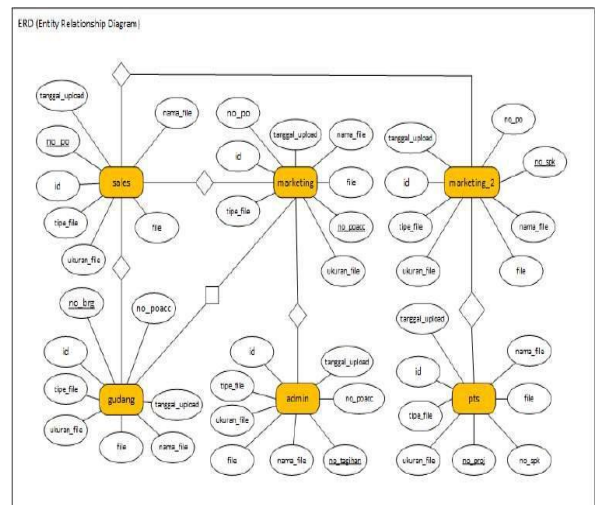 ERD (Entity Relationship Diagram)
tanggal_upload
nama_file
no_po
id
tipe_file
ukuran_file
file
sales
no_po
tanggal_upload
nama_file
id
file
tipe_file
no_poacc
ukuran_file
marketing
no_po
tanggal_upload
no_spk
id
tipe_file
nama_file
ukuran_file
file
marketing_2
no_brg
no_poacc
id
tipe_file
tanggal_upload
ukuran_file
file
nama_file
gudang
id
tanggal_upload
tipe_file
no_poacc
ukuran_file
file
nama_file
no_tagihan
admin
tanggal_upload
nama_file
id
file
tipe_file
ukuran_file
no_proj
no_spk
pts